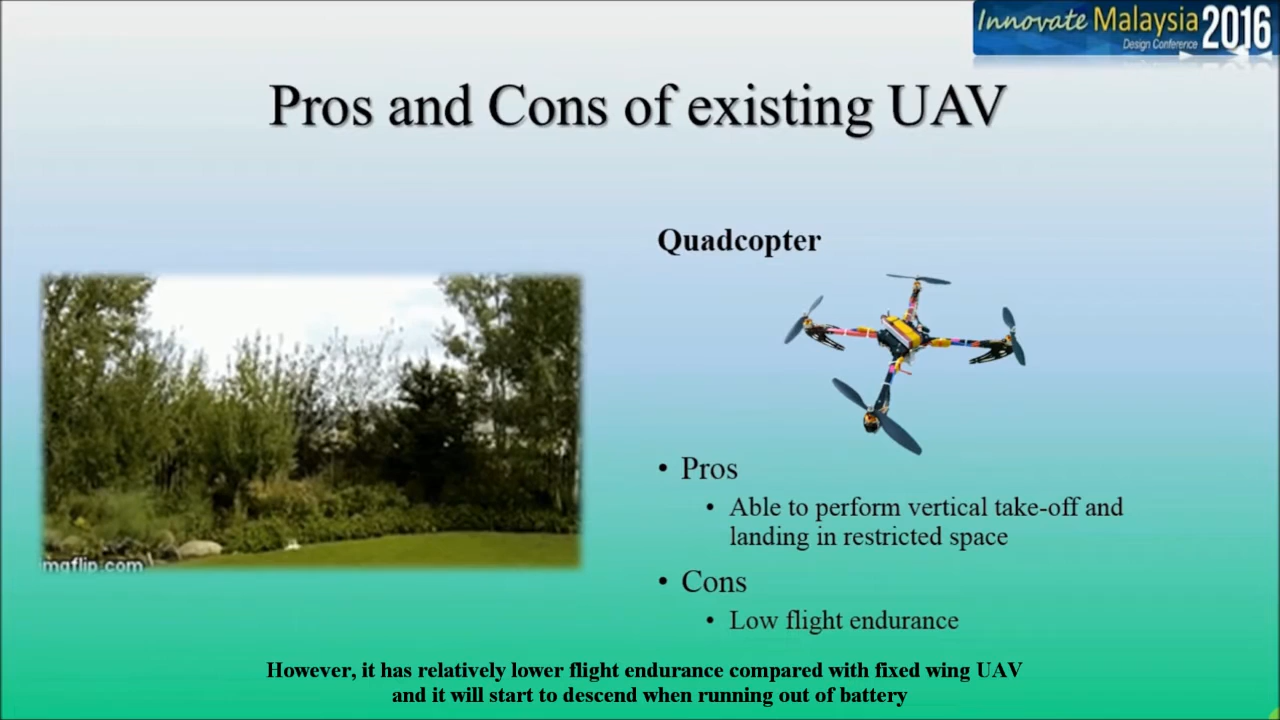 Innovate Malaysia 2016
Design Conference
Pros and Cons of existing UAV
Quadcopter
• Pros
• Able to perform vertical take-off and
landing in restricted space
• Cons
• Low flight endurance
imgflip.com
However, it has relatively lower flight endurance compared with fixed wing UAV
and it will start to descend when running out of battery